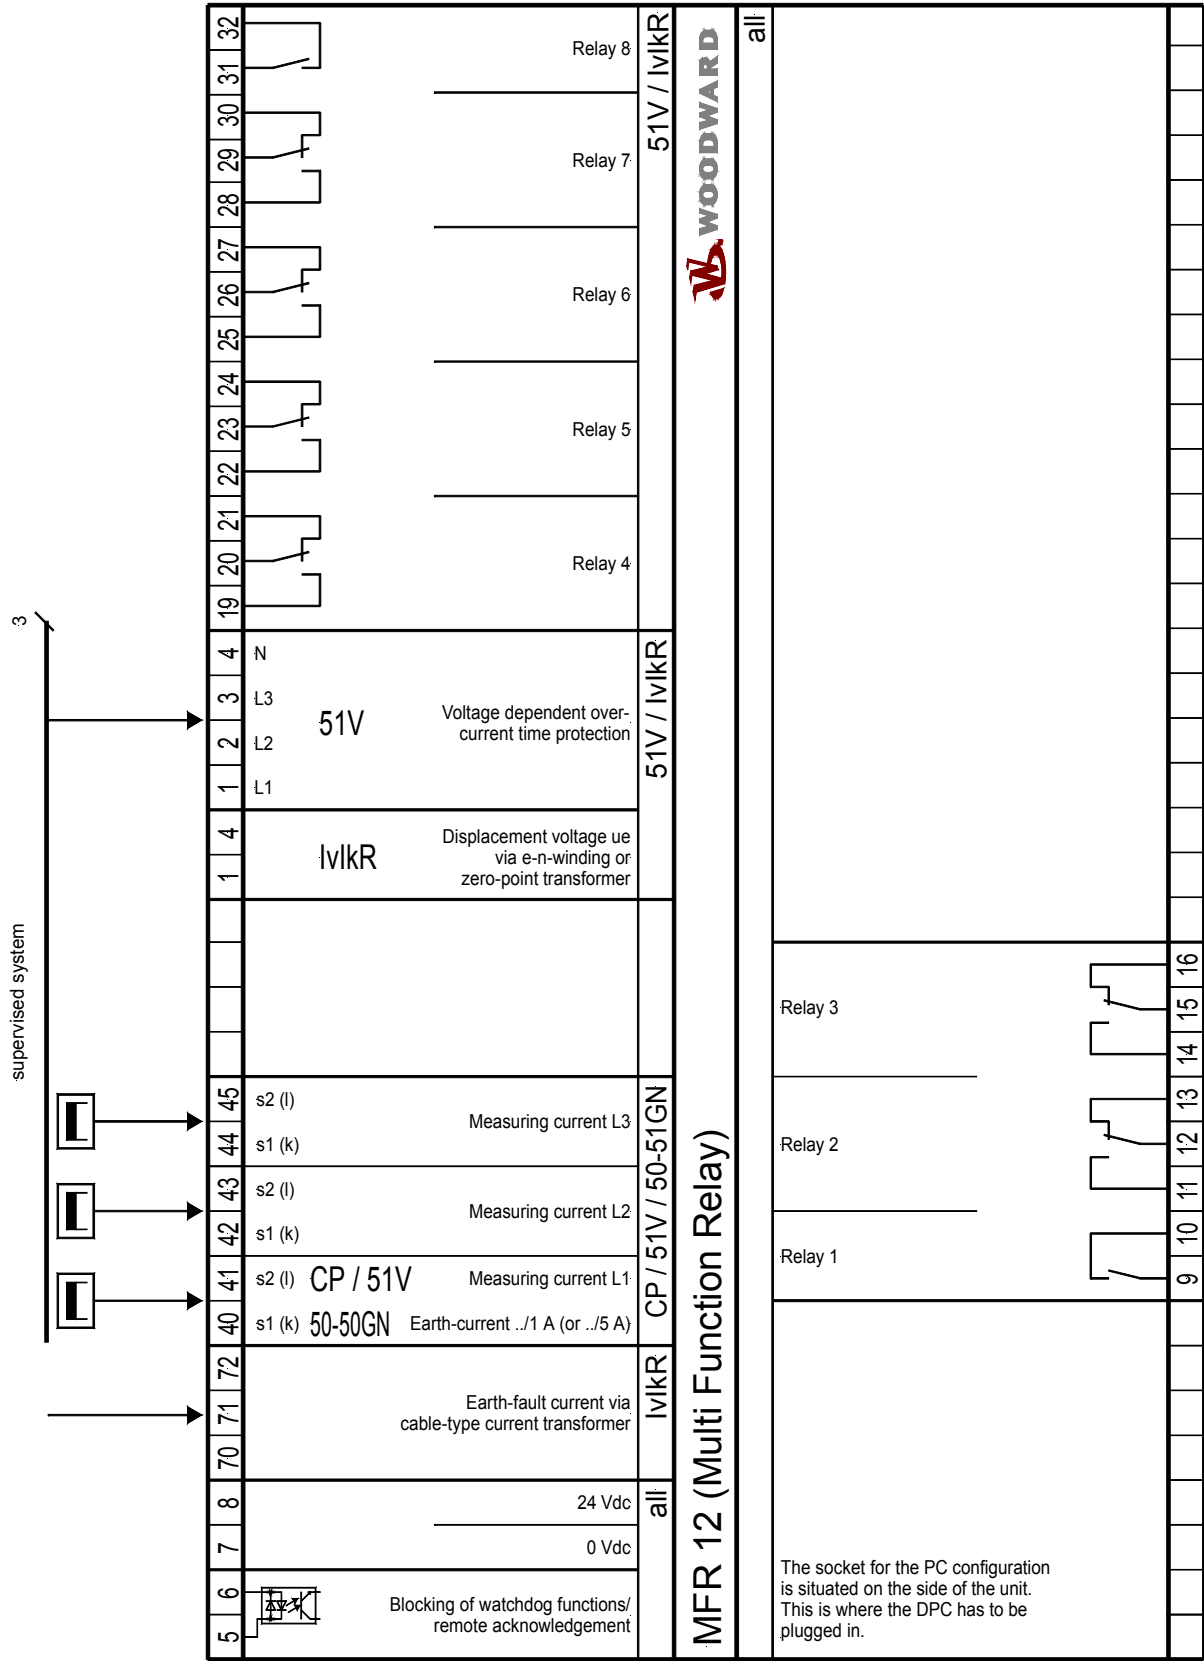 32
31
Relay 8
30
29
28
Relay 7
27
26
25
Relay 6
24
23
22
Relay 5
21
20
19
Relay 4
51V / IvIkR
3
4
N
3
L3
2
L2
1
L1
51V
Voltage dependent over-
current time protection
4
1
IvIkR
Displacement voltage ue
via e-n-winding or
zero-point transformer
51V / IvIkR
supervised system
45
s2 (l)
44
s1 (k)
Measuring current L3
43
s2 (l)
42
s1 (k)
Measuring current L2
41
s2 (l)
CP / 51V
Measuring current L1
40
s1 (k)
50-50GN
Earth-current ../1 A (or ../5 A)
CP / 51V / 50-51GN
72
71
70
Earth-fault current via
cable-type current transformer
IvIkR
8
24 Vdc
7
0 Vdc
6
5
Blocking of watchdog functions/
remote acknowledgement
all
WOODWARD
MFR 12 (Multi Function Relay)
all
Relay 3
16
15
14
Relay 2
13
12
11
Relay 1
10
9
The socket for the PC configuration
is situated on the side of the unit.
This is where the DPC has to be
plugged in.